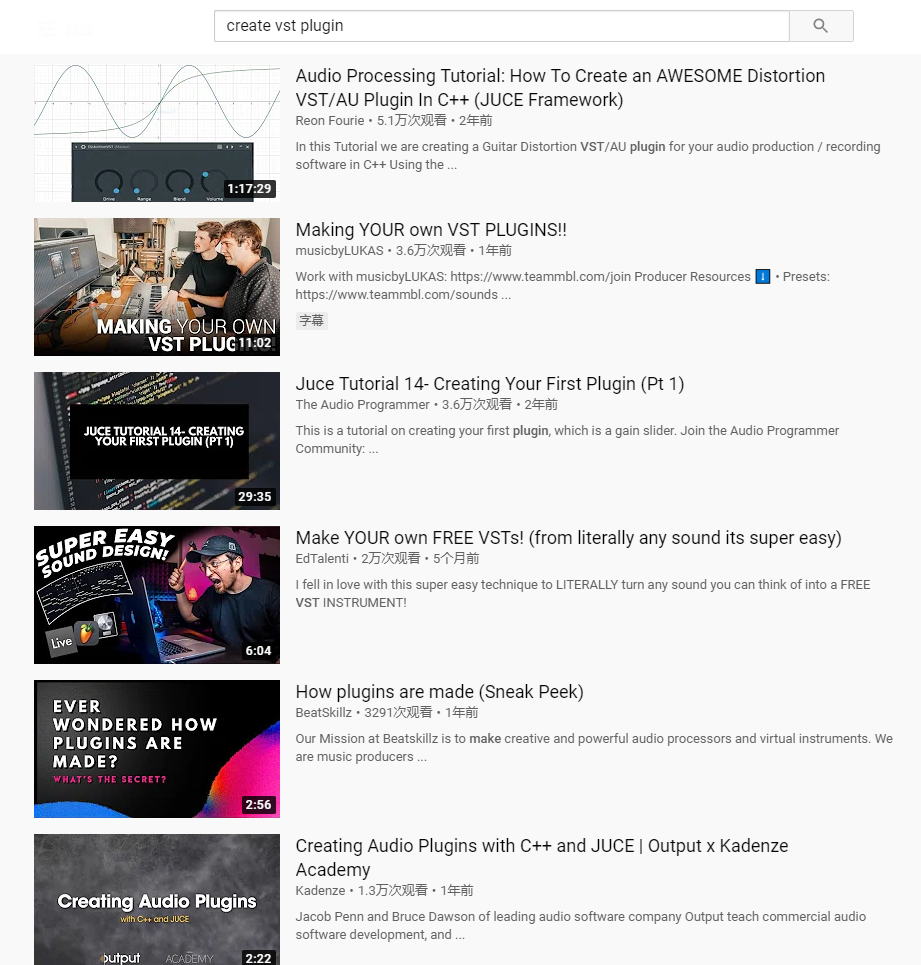 create vst plugin
Audio Processing Tutorial: How To Create an AWESOME Distortion
VST/AU Plugin In C++ (JUCE Framework)
Reon Fourie • 5.1万次观看 • 2年前
In this Tutorial we are creating a Guitar Distortion VST/AU plugin for your audio production / recording
software in C++ Using the ...
Drive Range Blend Volume
1:17:29
Making YOUR own VST PLUGINS!!
musicbyLUKAS • 3.6万次观看 • 1年前
Work with musicbyLUKAS: https://www.teammbl.com/join Producer Resources ⬇ • Presets:
https://www.teammbl.com/sounds ...
字幕
MAKING YOUR OWN
VST PLUG
11:02
Juce Tutorial 14- Creating Your First Plugin (Pt 1)
The Audio Programmer • 3.6万次观看 • 2年前
This is a tutorial on creating your first plugin, which is a gain slider. Join the Audio Programmer
Community: ...
JUCE TUTORIAL 14- CREATING
YOUR FIRST PLUGIN (PT 1)
29:35
Make YOUR own FREE VSTs! (from literally any sound its super easy)
EdTalenti • 2万次观看 • 5个月前
I fell in love with this super easy technique to LITERALLY turn any sound you can think of into a FREE
VST INSTRUMENT!
SUPER EASY
SOUND DESIGN!
Live
6:04
How plugins are made (Sneak Peek)
BeatSkillz • 3291次观看 • 1年前
Our Mission at Beatskillz is to make creative and powerful audio processors and virtual instruments. We
are music producers ...
EVER
WONDERED HOW
PLUGINS ARE
MADE?
WHAT'S THE SECRET?
2:56
Creating Audio Plugins with C++ and JUCE | Output x Kadenze
Academy
Kadenze • 1.3万次观看 • 1年前
Jacob Penn and Bruce Dawson of leading audio software company Output teach commercial audio
software development, and ...
Creating Audio Plugins
with C++ and JUCE
output ACADEMY
2:22